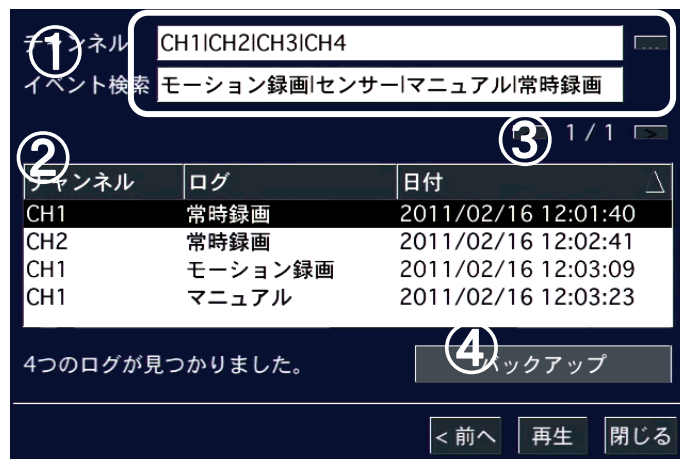 ①
チャンネル CH1|CH2|CH3|CH4 ...
イベント検索 モーション録画|センサー|マニュアル|常時録画
③ 1 / 1 >
②
チャンネル ログ 日付
CH1 常時録画 2011/02/16 12:01:40
CH2 常時録画 2011/02/16 12:02:41
CH1 モーション録画 2011/02/16 12:03:09
CH1 マニュアル 2011/02/16 12:03:23
4つのログが見つかりました。 ④ バックアップ
< 前へ 再生 閉じる